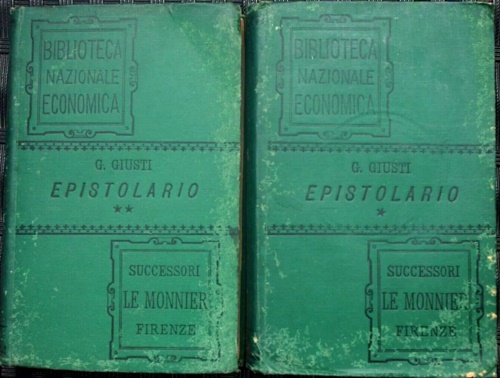 BIBLIOTECA
NAZIONALE
ECONOMICA
G. GIUSTI
EPISTOLARIO
**
SUCCESSORI
LE MONNIER
FIRENZE
BIBLIOTECA
NAZIONALE
ECONOMICA
G. GIUSTI
EPISTOLARIO
*
SUCCESSORI
LE MONNIER
FIRENZE